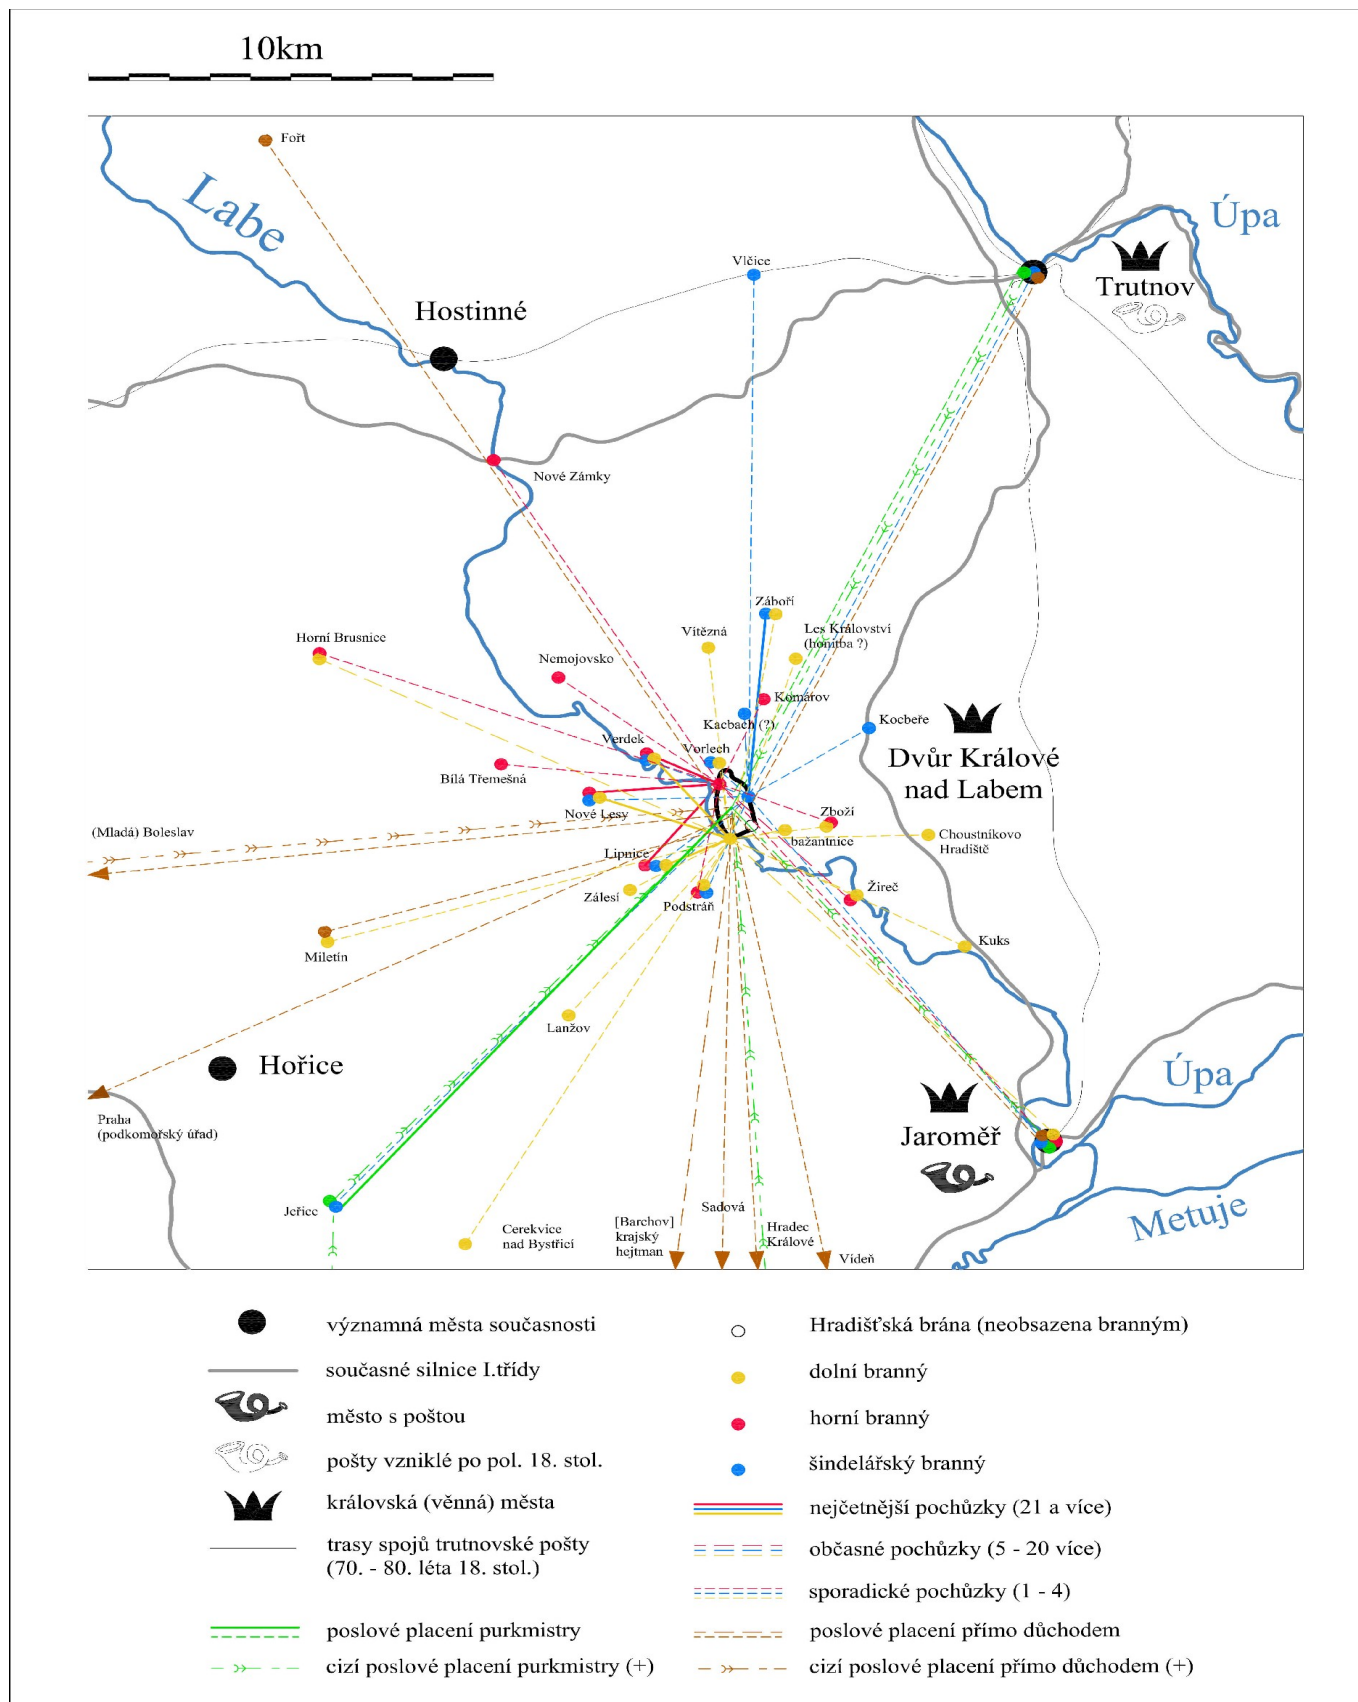 10km
Fořt
Labe
Úpa
Vlčice
Trutnov
Hostinné
Nové Zámky
Záboří
Les Království
(honitba ?)
Vítězná
Horní Brusnice
Nemojovsko
Komárov
Kacbach (?)
Kocbeře
Verdek
Vorlech
Dvůr Králové
nad Labem
Bílá Třemešná
Nové Lesy
Zboží
bažantnice
Choustníkovo
Hradiště
(Mladá) Boleslav
Lipnice
Zálesí
Podstráň
Žireč
Kuks
Miletín
Lanžov
Hořice
Úpa
Praha
(podkomořský úřad)
Jaroměř
Jeřice
Cerekvice
nad Bystřicí
[Barchov]
krajský
hejtman
Sadová
Hradec
Králové
Vídeň
Metuje
významná města současnosti
současné silnice I.třídy
město s poštou
pošty vzniklé po pol. 18. stol.
královská (věnná) města
trasy spojů trutnovské pošty
(70. - 80. léta 18. stol.)
poslové placení purkmistry
cizí poslové placení purkmistry (+)
Hradišťská brána (neobsazena branným)
dolní branný
horní branný
šindelářský branný
nejčetnější pochůzky (21 a více)
občasné pochůzky (5 - 20 více)
sporadické pochůzky (1 - 4)
poslové placení přímo důchodem
cizí poslové placení přímo důchodem (+)